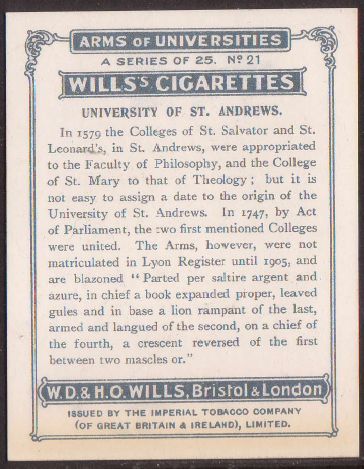 ARMS OF UNIVERSITIES
A SERIES OF 25. No 21
WILLS'S CIGARETTES
UNIVERSITY OF ST. ANDREWS.
In 1579 the Colleges of St. Salvator and St.
Leonard's, in St. Andrews, were appropriated
to the Faculty of Philosophy, and the College
of St. Mary to that of Theology; but it is
not easy to assign a date to the origin of the
University of St. Andrews. In 1747, by Act
of Parliament, the two first mentioned Colleges
were united. The Arms, however, were not
matriculated in Lyon Register until 1905, and
are blazoned "Parted per saltire argent and
azure, in chief a book expanded proper, leaved
gules and in base a lion rampant of the last,
armed and langued of the second, on a chief of
the fourth, a crescent reversed of the first
between two mascles or."
W.D. & H.O. WILLS, Bristol & London
ISSUED BY THE IMPERIAL TOBACCO COMPANY
(OF GREAT BRITAIN & IRELAND), LIMITED.